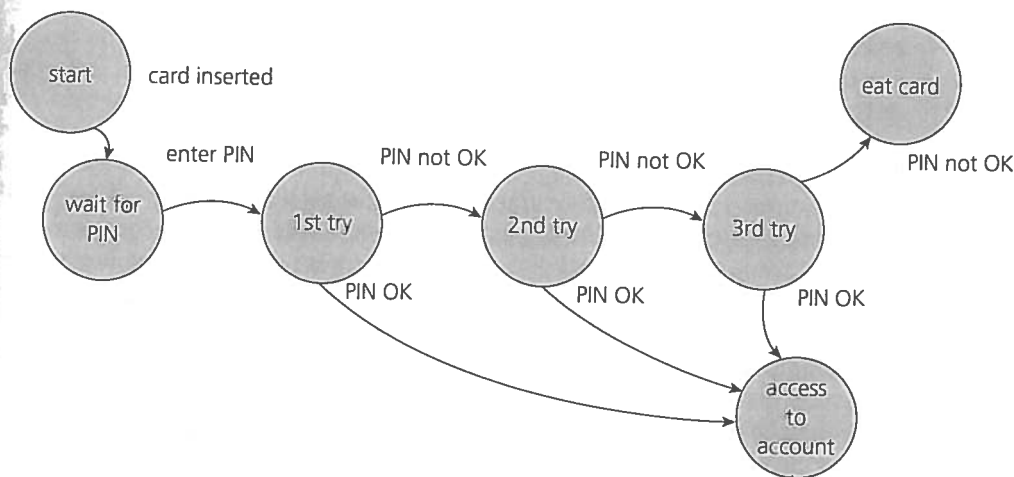 start
card inserted
eat card
enter PIN
PIN not OK
PIN not OK
PIN not OK
wait for
PIN
1st try
2nd try
3rd try
PIN OK
PIN OK
PIN OK
access
to
account